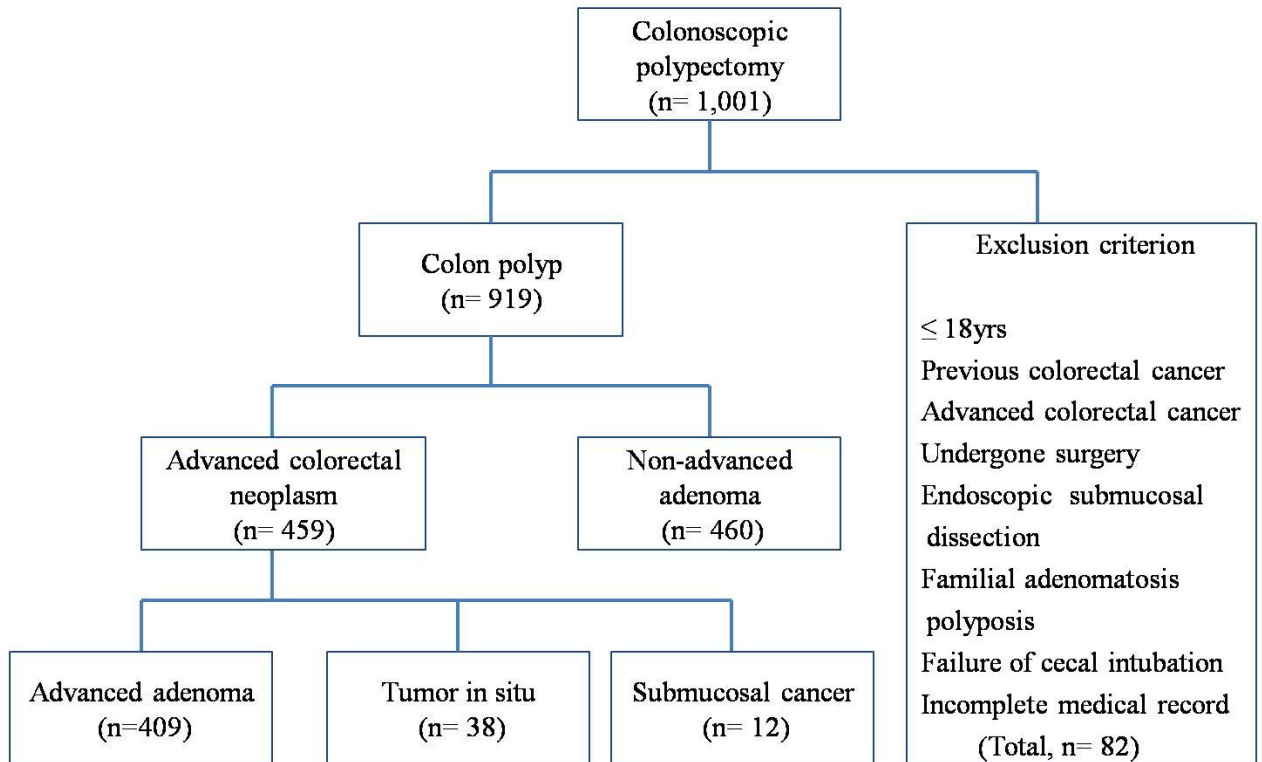 Colonoscopic
polypectomy
(n= 1,001)
Colon polyp
(n= 919)
Exclusion criterion
≤ 18yrs
Previous colorectal cancer
Advanced colorectal cancer
Undergone surgery
Endoscopic submucosal
dissection
Familial adenomatosis
polyposis
Failure of cecal intubation
Incomplete medical record
(Total, n= 82)
Advanced colorectal
neoplasm
(n= 459)
Non-advanced
adenoma
(n= 460)
Advanced adenoma
(n=409)
Tumor in situ
(n= 38)
Submucosal cancer
(n= 12)